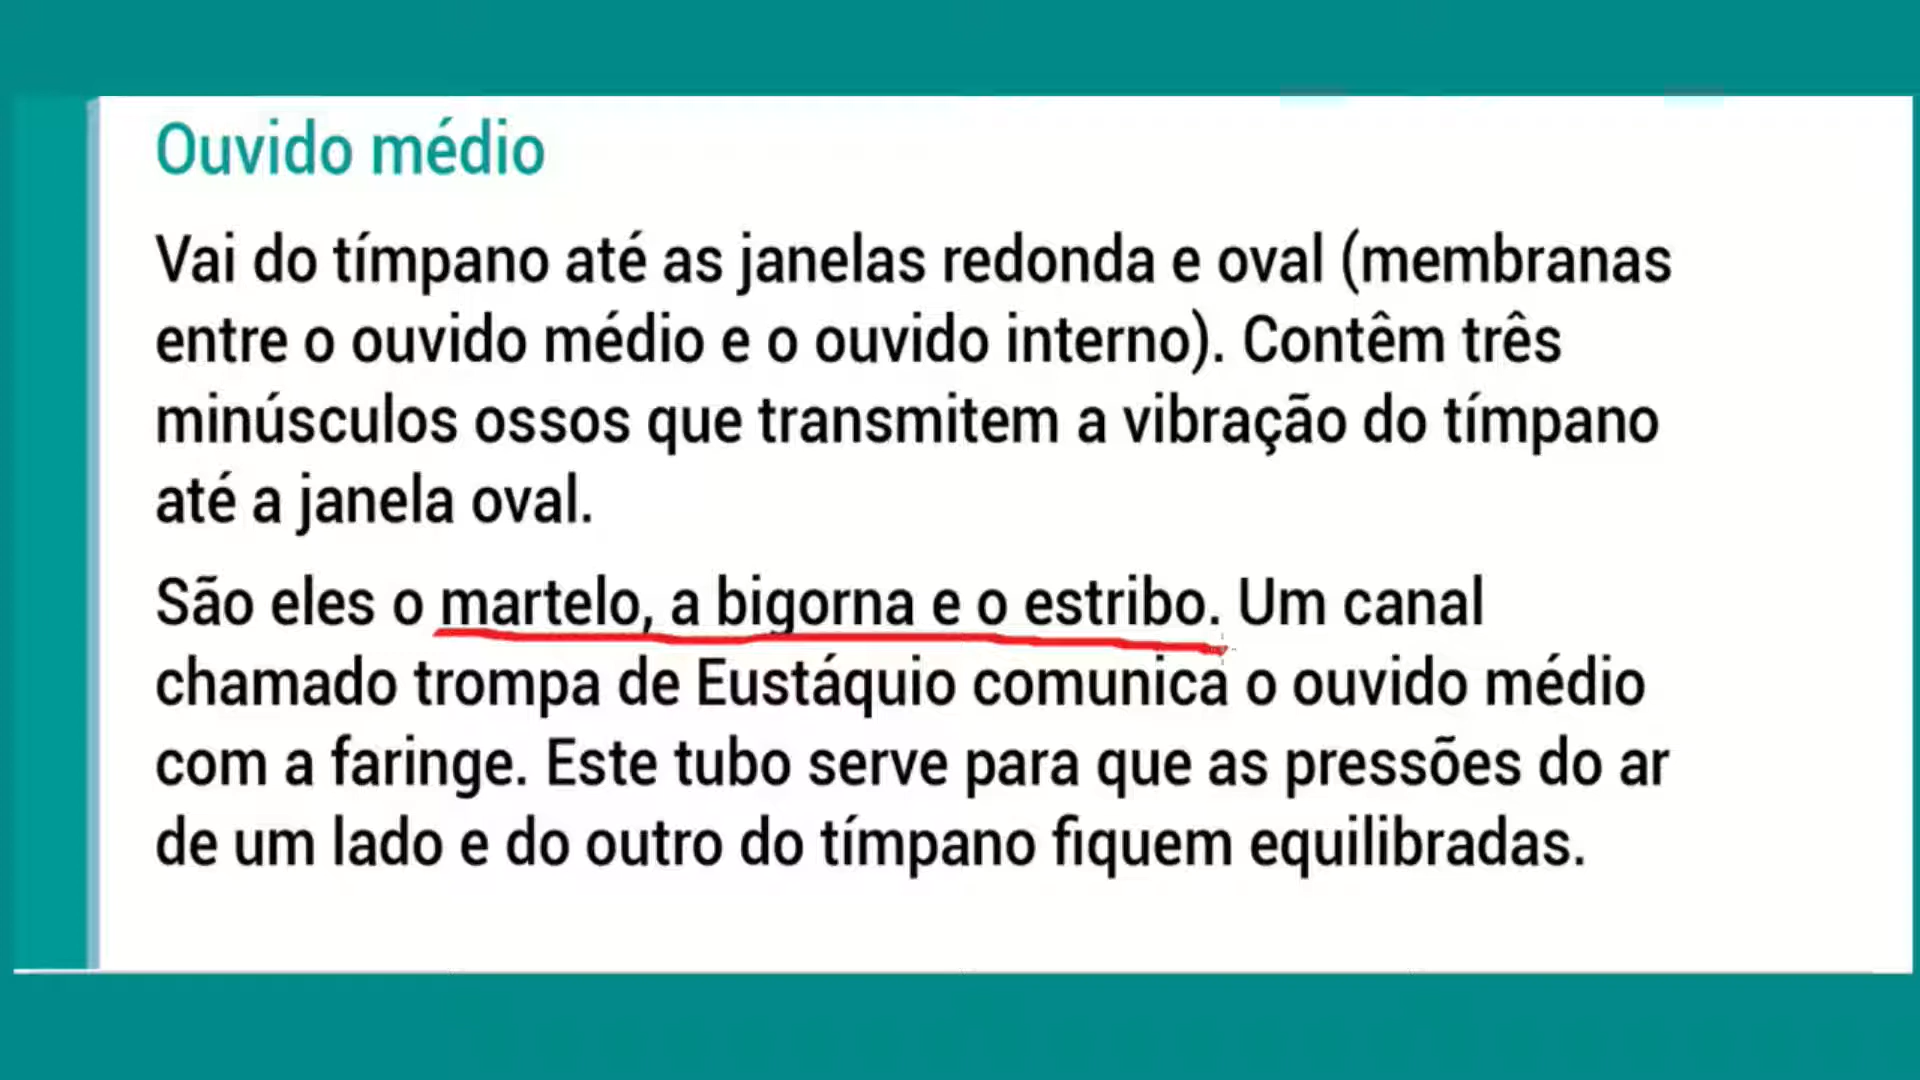 Ouvido médio
Vai do tímpano até as janelas redonda e oval (membranas
entre o ouvido médio e o ouvido interno). Contêm três
minúsculos ossos que transmitem a vibração do tímpano
até a janela oval.
São eles o martelo, a bigorna e o estribo. Um canal
chamado trompa de Eustáquio comunica o ouvido médio
com a faringe. Este tubo serve para que as pressões do ar
de um lado e do outro do tímpano fiquem equilibradas.